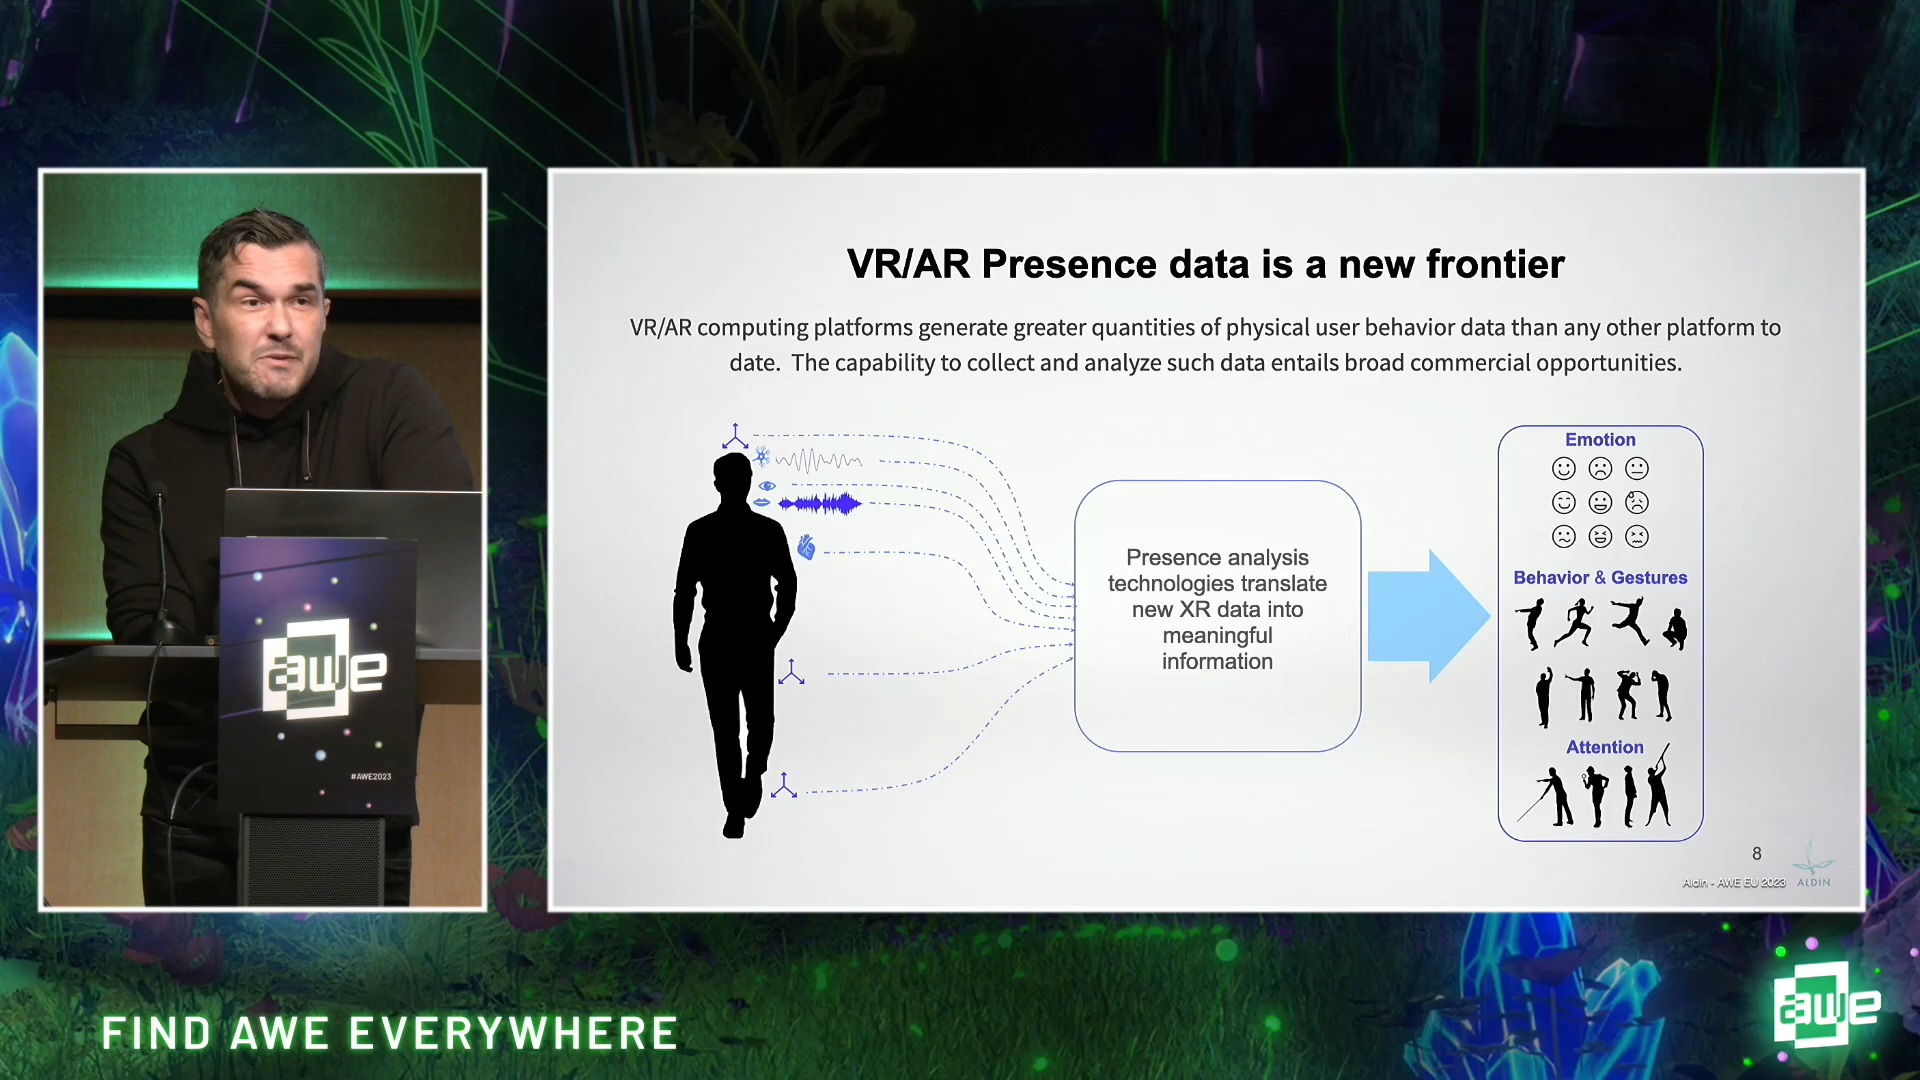 VR/AR Presence data is a new frontier
VR/AR computing platforms generate greater quantities of physical user behavior data than any other platform to
date. The capability to collect and analyze such data entails broad commercial opportunities.
Presence analysis
technologies translate
new XR data into
meaningful
information
Emotion
Behavior & Gestures
Attention
8
Aldin - AWE EU 2023
ALDIN
awe
#AWE2023
FIND AWE EVERYWHERE
awe